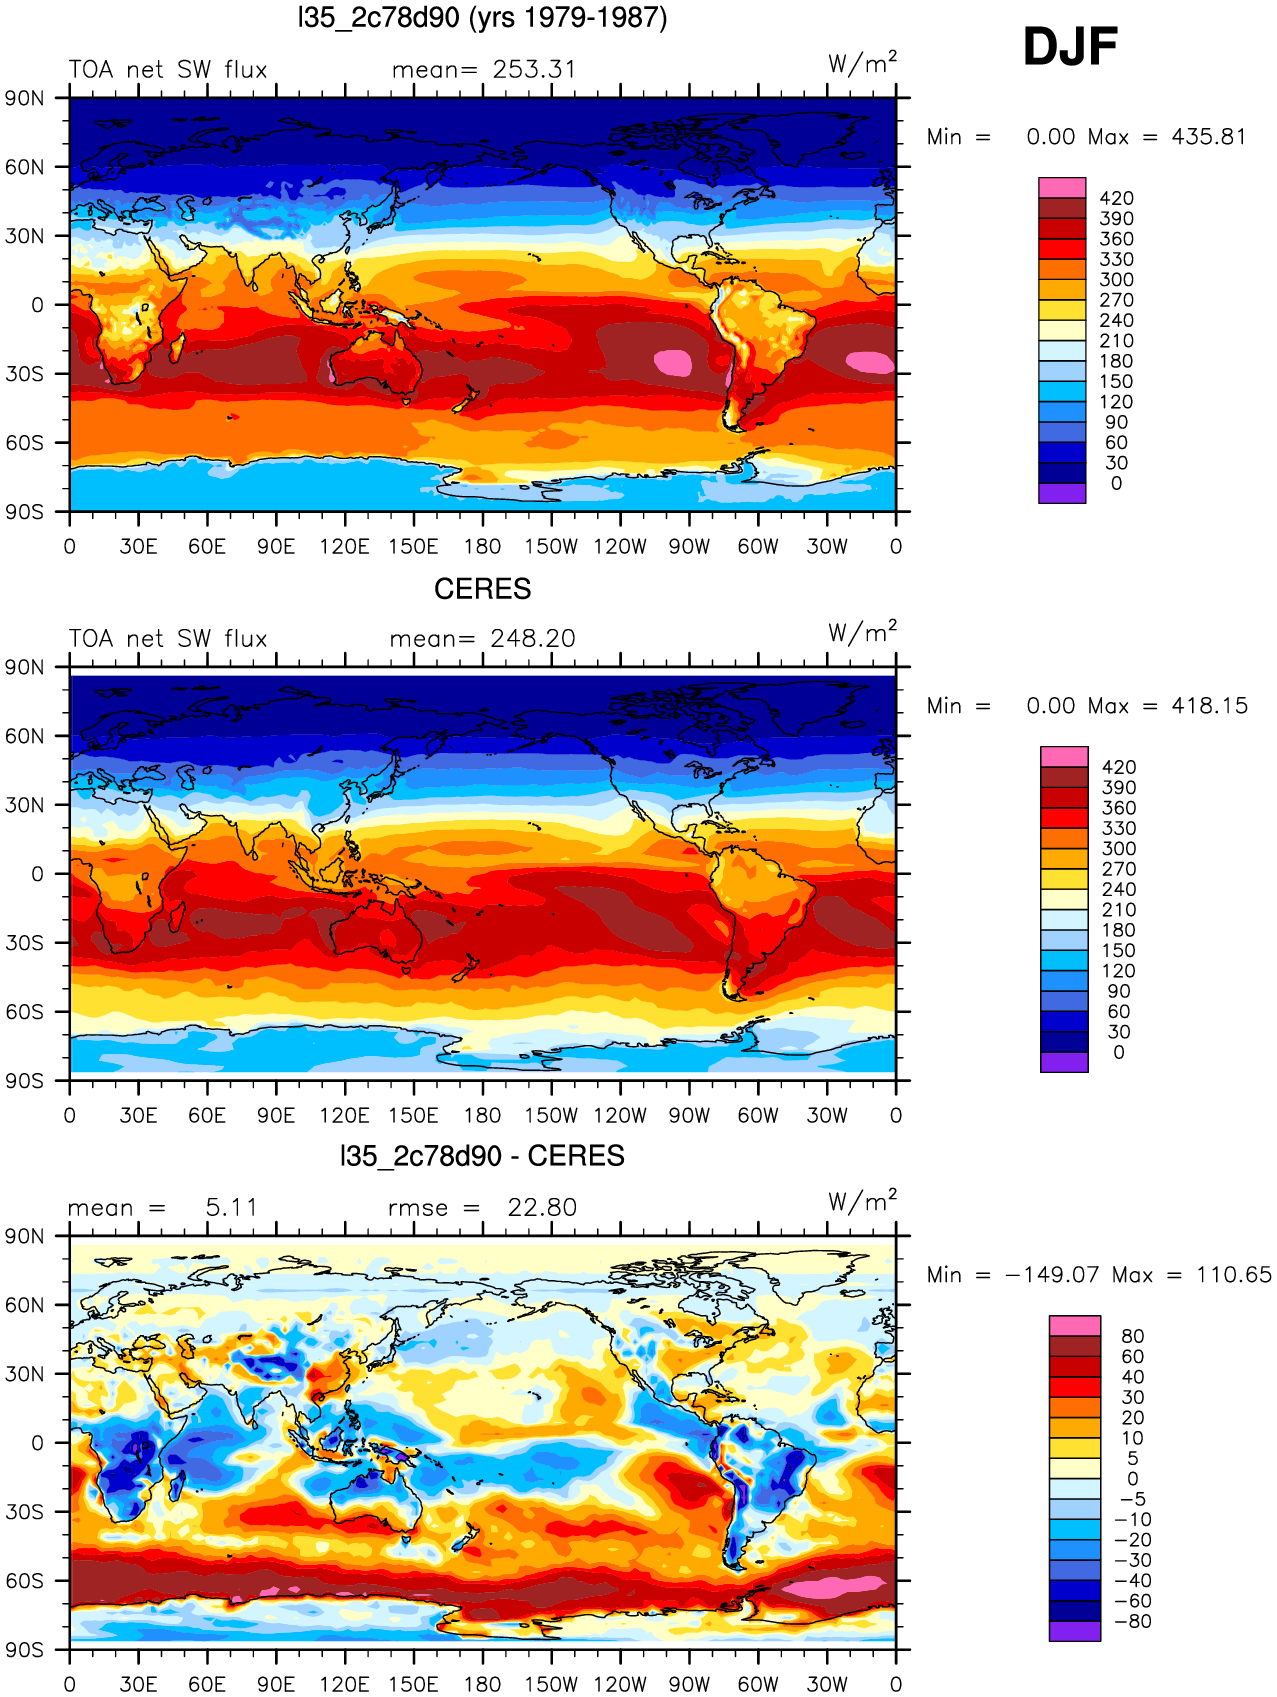 l35_2c78d90 (yrs 1979-1987)
DJF
TOA net SW flux mean= 253.31 W/m²
Min = 0.00 Max = 435.81
90N
60N
30N
0
30S
60S
90S
0 30E 60E 90E 120E 150E 180 150W 120W 90W 60W 30W 0
420
390
360
330
300
270
240
210
180
150
120
90
60
30
0
CERES
TOA net SW flux mean= 248.20 W/m²
Min = 0.00 Max = 418.15
90N
60N
30N
0
30S
60S
90S
0 30E 60E 90E 120E 150E 180 150W 120W 90W 60W 30W 0
420
390
360
330
300
270
240
210
180
150
120
90
60
30
0
l35_2c78d90 - CERES
mean = 5.11 rmse = 22.80 W/m²
Min = −149.07 Max = 110.65
90N
60N
30N
0
30S
60S
90S
0 30E 60E 90E 120E 150E 180 150W 120W 90W 60W 30W 0
80
60
40
30
20
10
5
0
−5
−10
−20
−30
−40
−60
−80